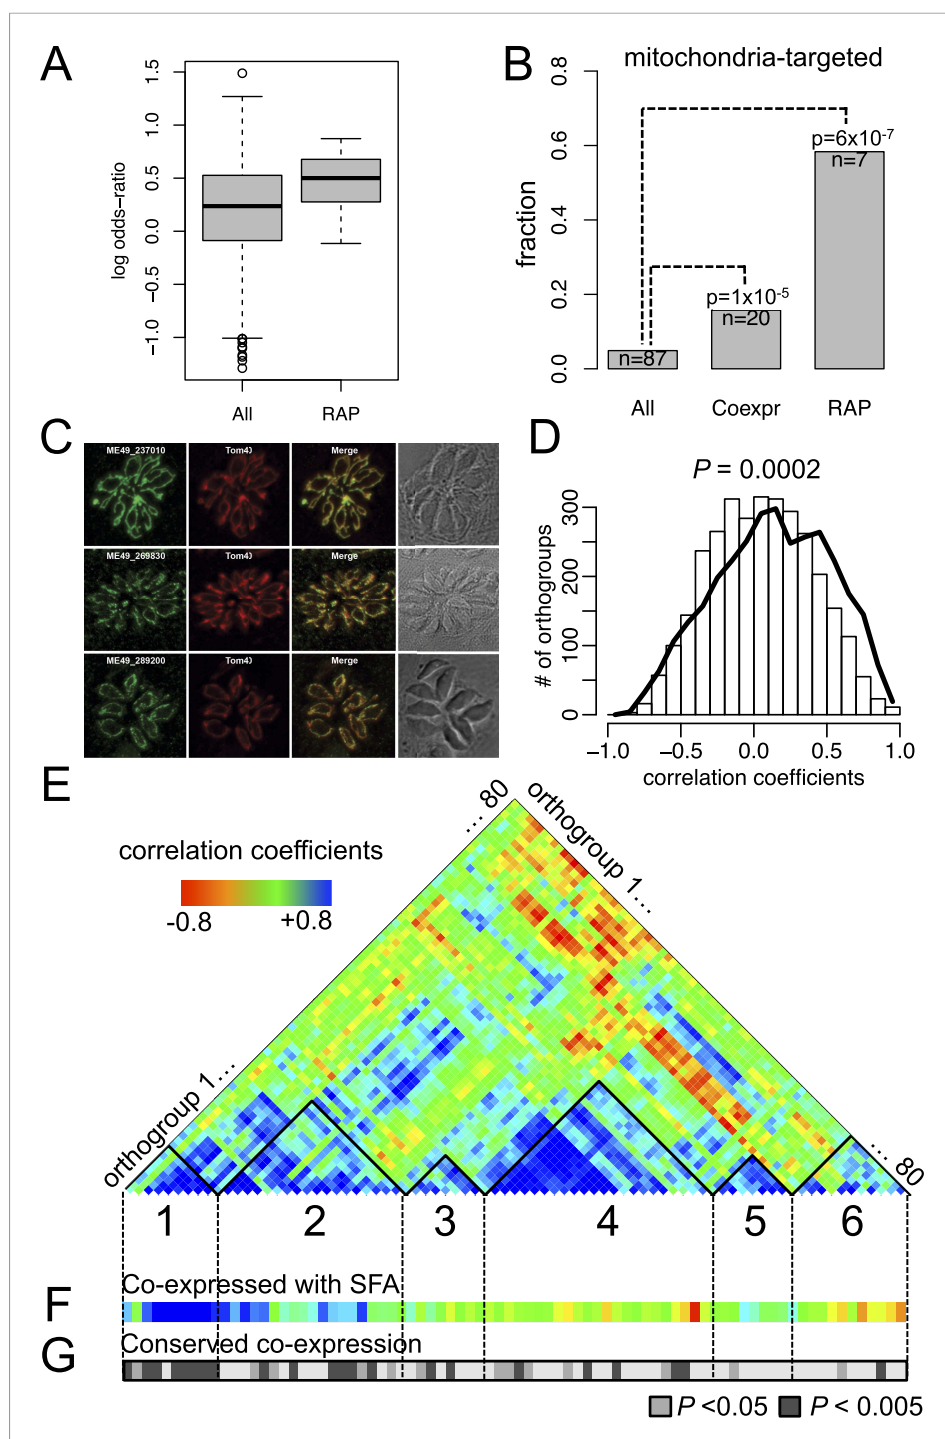 A
1.5
1.0
0.5
0.0
−0.5
−1.0
log odds−ratio
All
RAP
B
mitochondria-targeted
0.8
0.6
0.4
0.2
0.0
fraction
p=6x10-7
n=7
p=1x10-5
n=20
n=87
All
Coexpr
RAP
C
ME49_237010
Tom40
Merge
ME49_269830
Tom40
Merge
ME49_289200
Tom40
Merge
D
P = 0.0002
300
200
100
0
# of orthogroups
−1.0
−0.5
0.0
0.5
1.0
correlation coefficients
E
correlation coefficients
-0.8
+0.8
... 80
orthogroup 1...
orthogroup 1...
... 80
1
2
3
4
5
6
F
Co-expressed with SFA
G
Conserved co-expression
P <0.05
P < 0.005